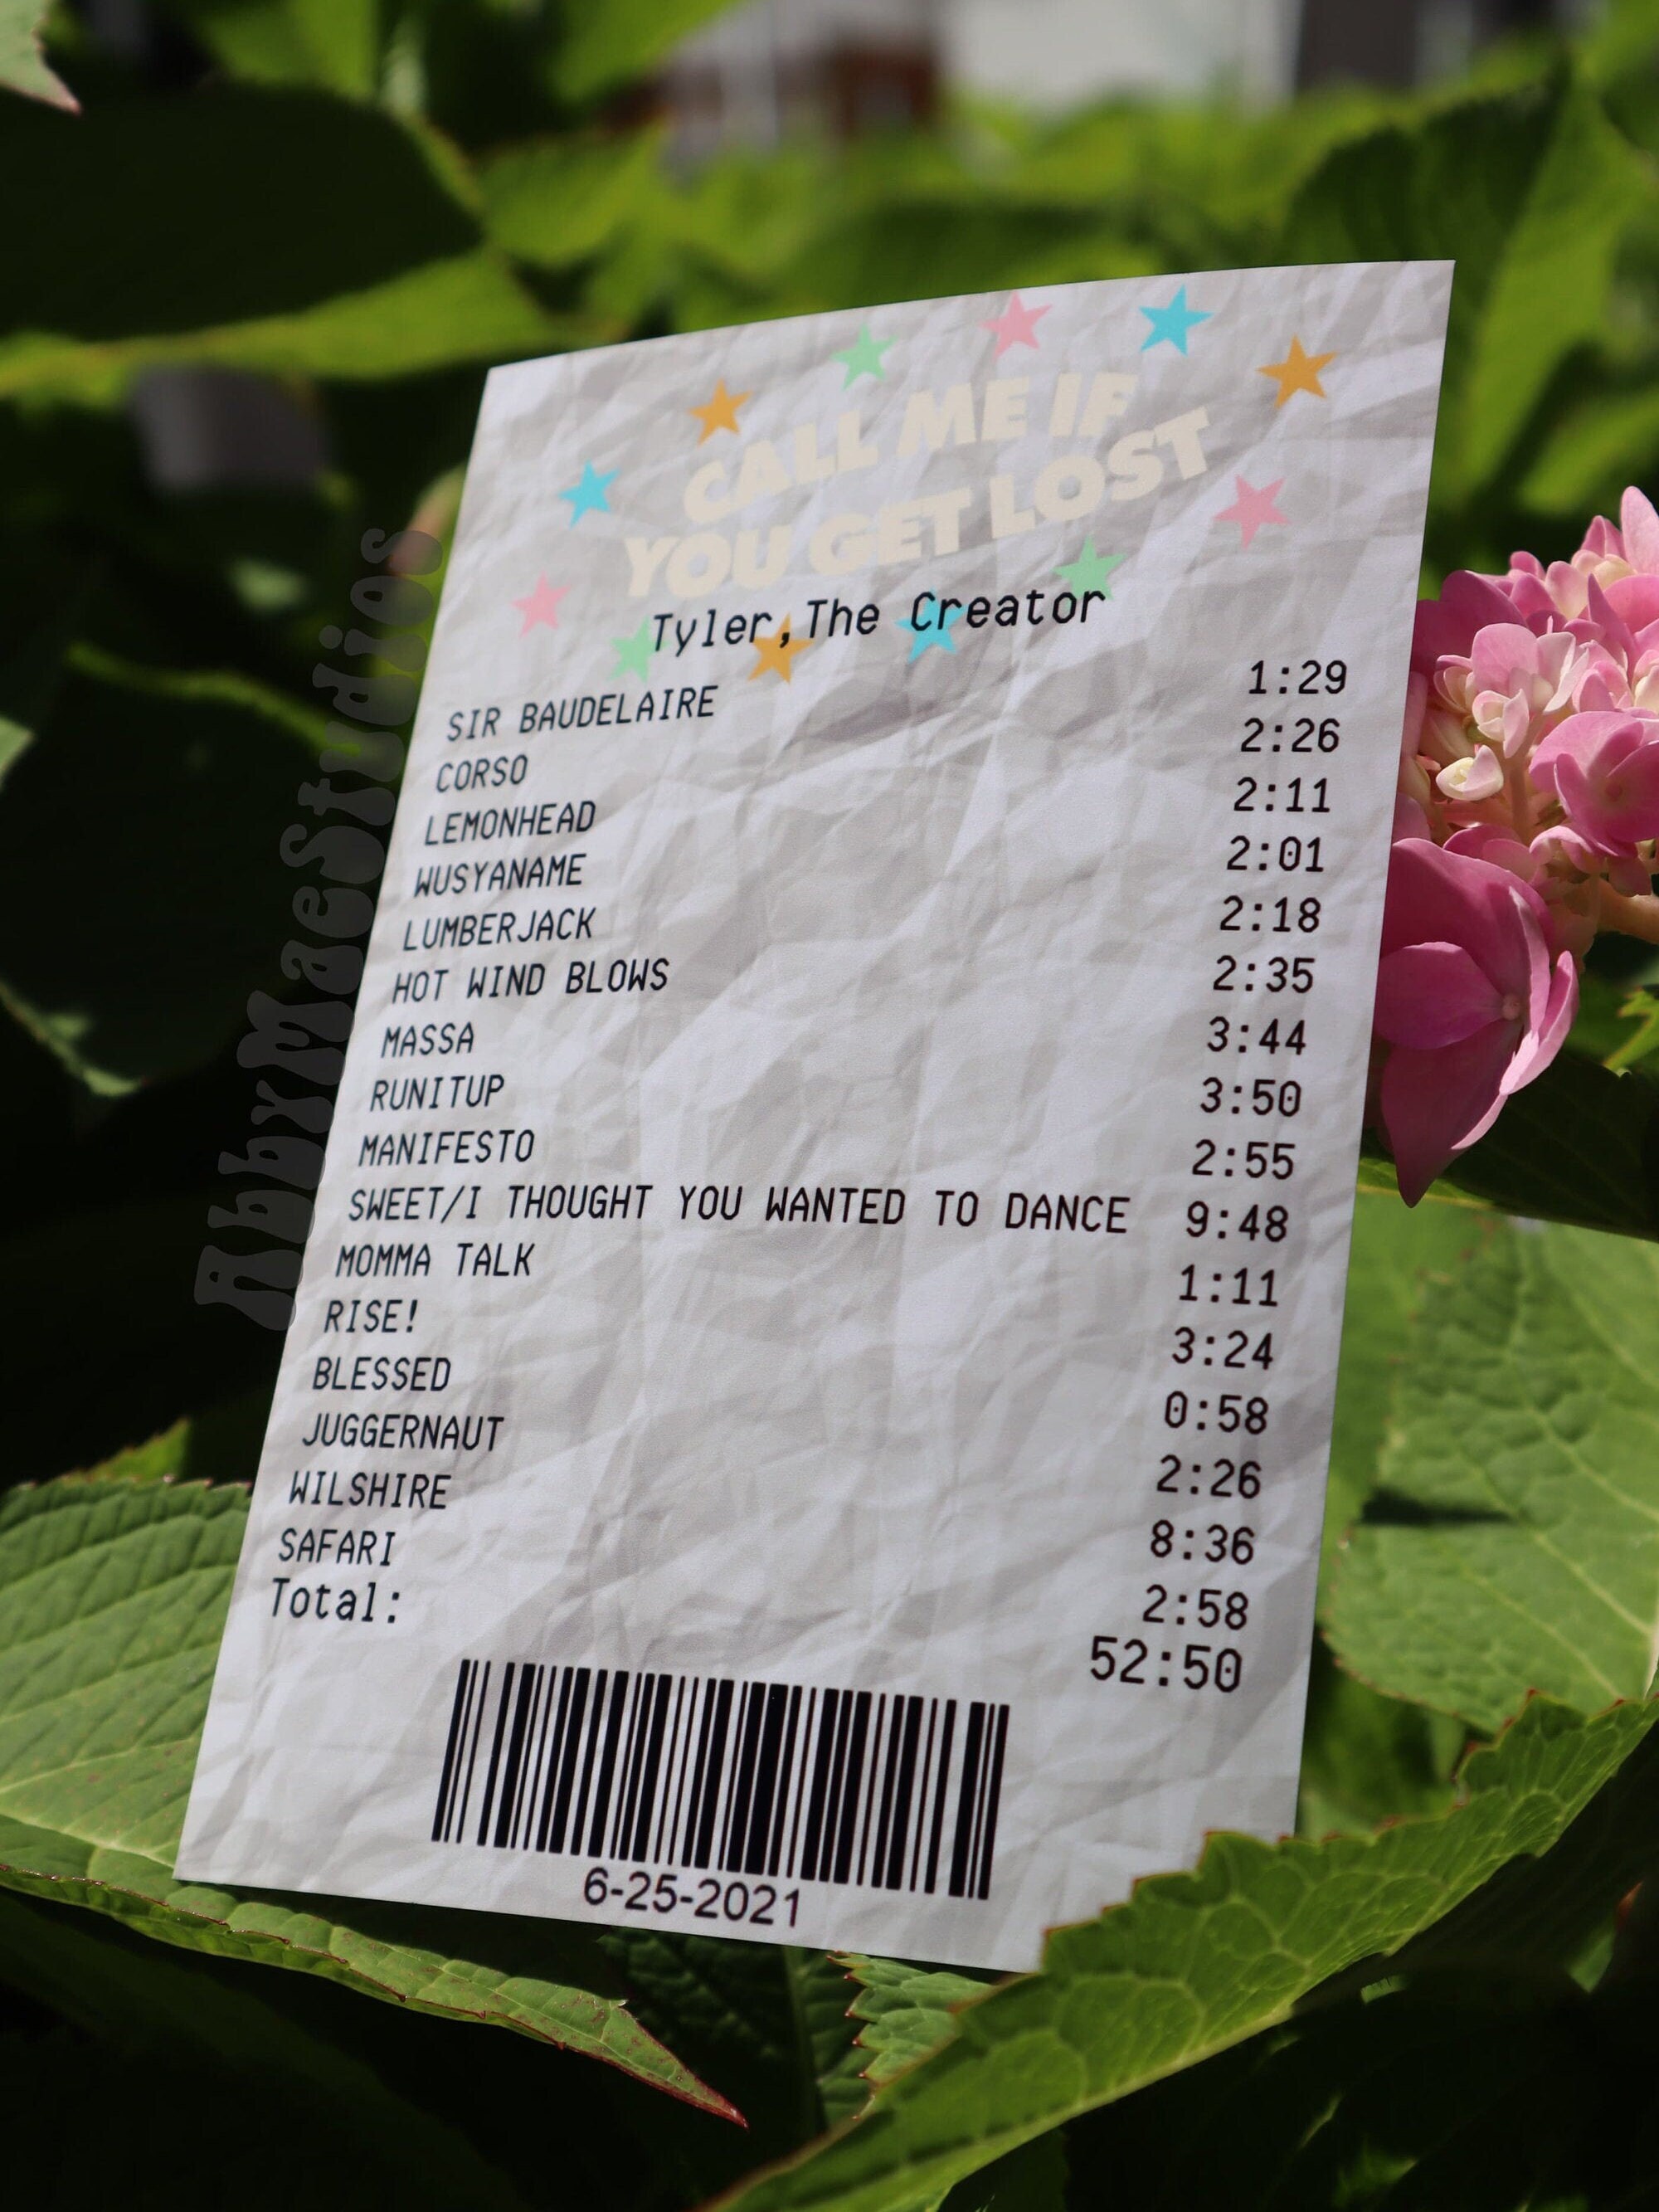 CALL ME IF
YOU GET LOST
Tyler,The Creator
SIR BAUDELAIRE 1:29
CORSO 2:26
LEMONHEAD 2:11
WUSYANAME 2:01
LUMBERJACK 2:18
HOT WIND BLOWS 2:35
MASSA 3:44
RUNITUP 3:50
MANIFESTO 2:55
SWEET/I THOUGHT YOU WANTED TO DANCE 9:48
MOMMA TALK 1:11
RISE! 3:24
BLESSED 0:58
JUGGERNAUT 2:26
WILSHIRE 8:36
SAFARI 2:58
Total: 52:50
6-25-2021
AbbyMaeStudios